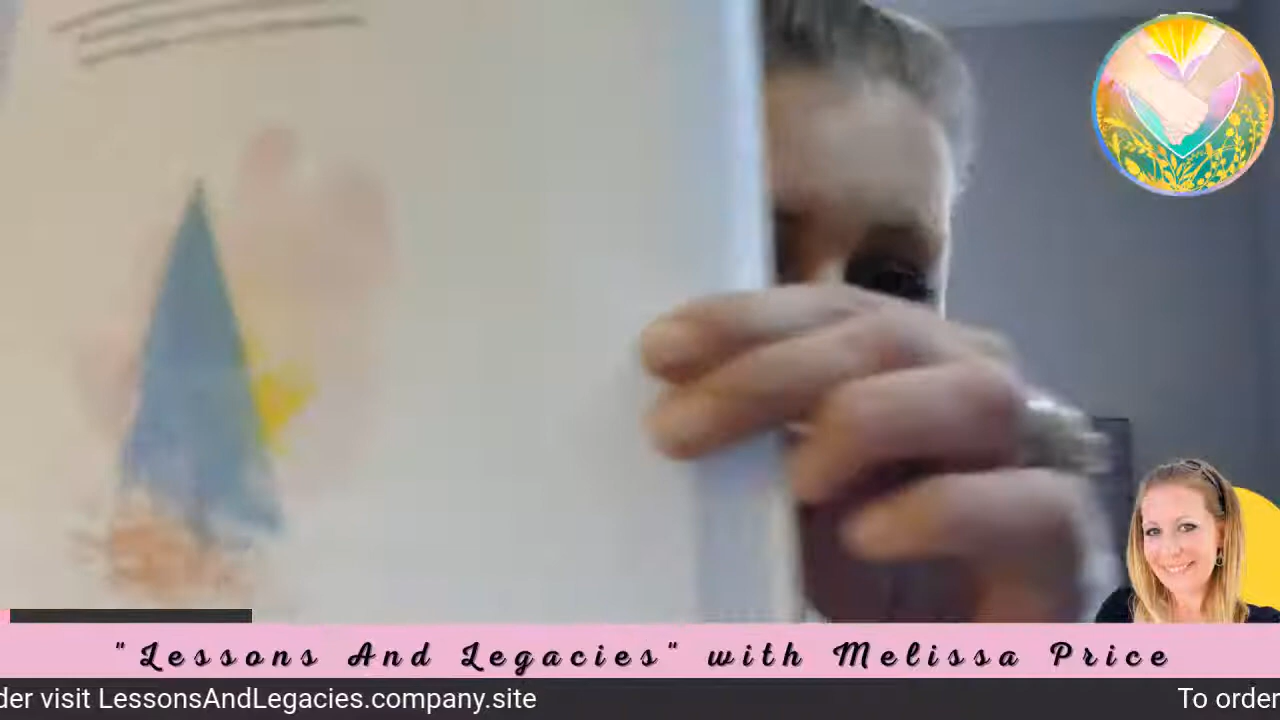 "Lessons And Legacies" with Melissa Price
der visit LessonsAndLegacies.company.site
To order